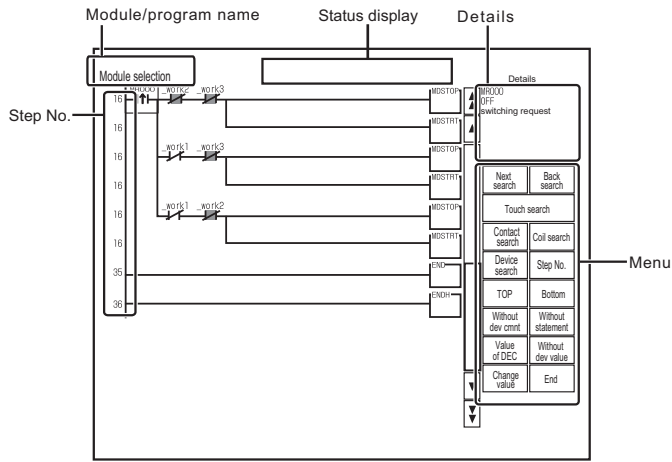 Module/program name
Status display
Details
Module selection
Step No.
Details
MR000
OFF
switching request
MR000
_work2
_work3
MDSTOP
16
MDSTRT
16
_work1
_work3
MDSTOP
16
MDSTRT
16
_work1
_work2
MDSTOP
16
MDSTRT
16
END
35
ENDH
36
Next
search
Back
search
Touch search
Contact
search
Coil search
Device
search
Step No.
TOP
Bottom
Without
dev cmnt
Without
statement
Value
of DEC
Without
dev value
Change
value
End
Menu